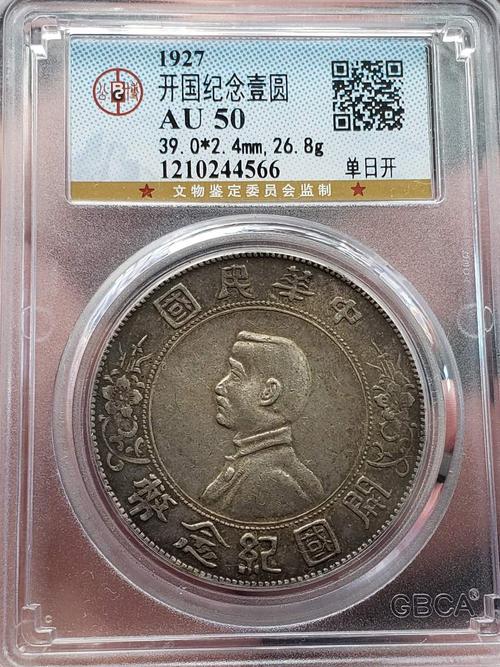 1927
开国纪念壹圆
AU 50
39.0*2.4mm,26.8g
1210244566
单日开
★ 文物鉴定委员会监制 ★
公博
中華民國
開國紀念幣
GBCA®